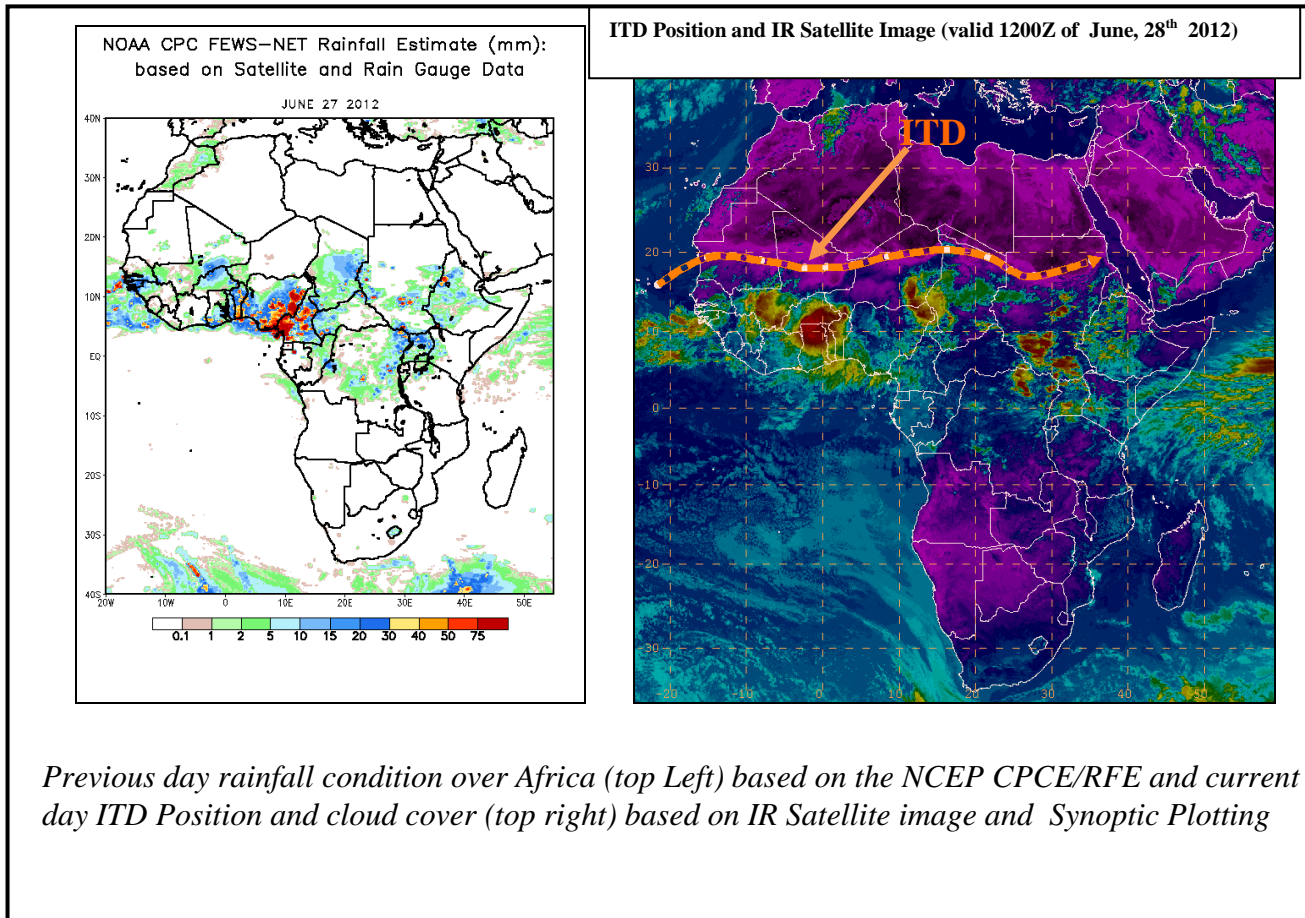 NOAA CPC FEWS-NET Rainfall Estimate (mm):
based on Satellite and Rain Gauge Data
JUNE 27 2012
40N
30N
20N
10N
EQ
10S
20S
30S
40S
20W 10W 0 10E 20E 30E 40E 50E
0.1 1 2 5 10 15 20 30 40 50 75
ITD Position and IR Satellite Image (valid 1200Z of June, 28th 2012)
ITD
30
20
10
0
-10
-20
-30
-20 -10 0 10 20 30 40 50
Previous day rainfall condition over Africa (top Left) based on the NCEP CPCE/RFE and current
day ITD Position and cloud cover (top right) based on IR Satellite image and Synoptic Plotting